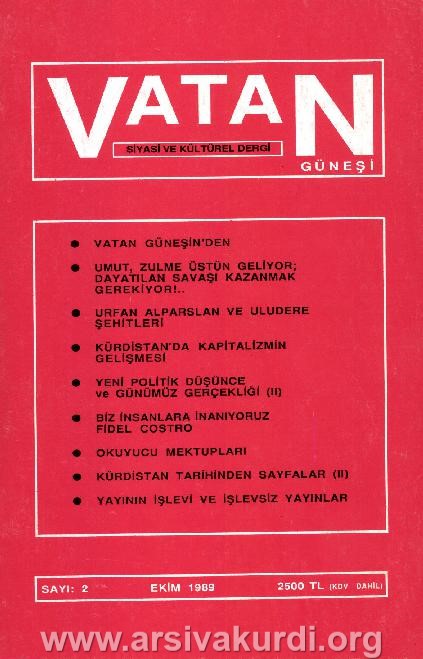 VATAN
SİYASİ VE KÜLTÜREL DERGİ
GÜNEŞİ
● VATAN GÜNEŞİN'DEN
● UMUT, ZULME ÜSTÜN GELİYOR;
DAYATILAN SAVAŞI KAZANMAK
GEREKİYOR!..
● URFAN ALPARSLAN VE ULUDERE
ŞEHİTLERİ
● KÜRDİSTAN'DA KAPİTALİZMİN
GELİŞMESİ
● YENİ POLİTİK DÜŞÜNCE
ve GÜNÜMÜZ GERÇEKLİĞİ (II)
● BİZ İNSANLARA İNANIYORUZ
FİDEL COSTRO
● OKUYUCU MEKTUPLARI
● KÜRDİSTAN TARİHİNDEN SAYFALAR (II)
● YAYININ İŞLEVİ VE İŞLEVSİZ YAYINLAR
SAYI: 2 EKİM 1989 2500 TL (KDV DAHİL)
www.arsivakurdi.org